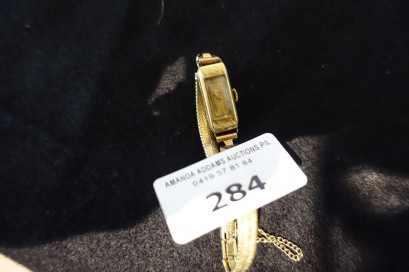 AMANDA ADDAMS AUCTIONS P/L
0419 57 81 84
284